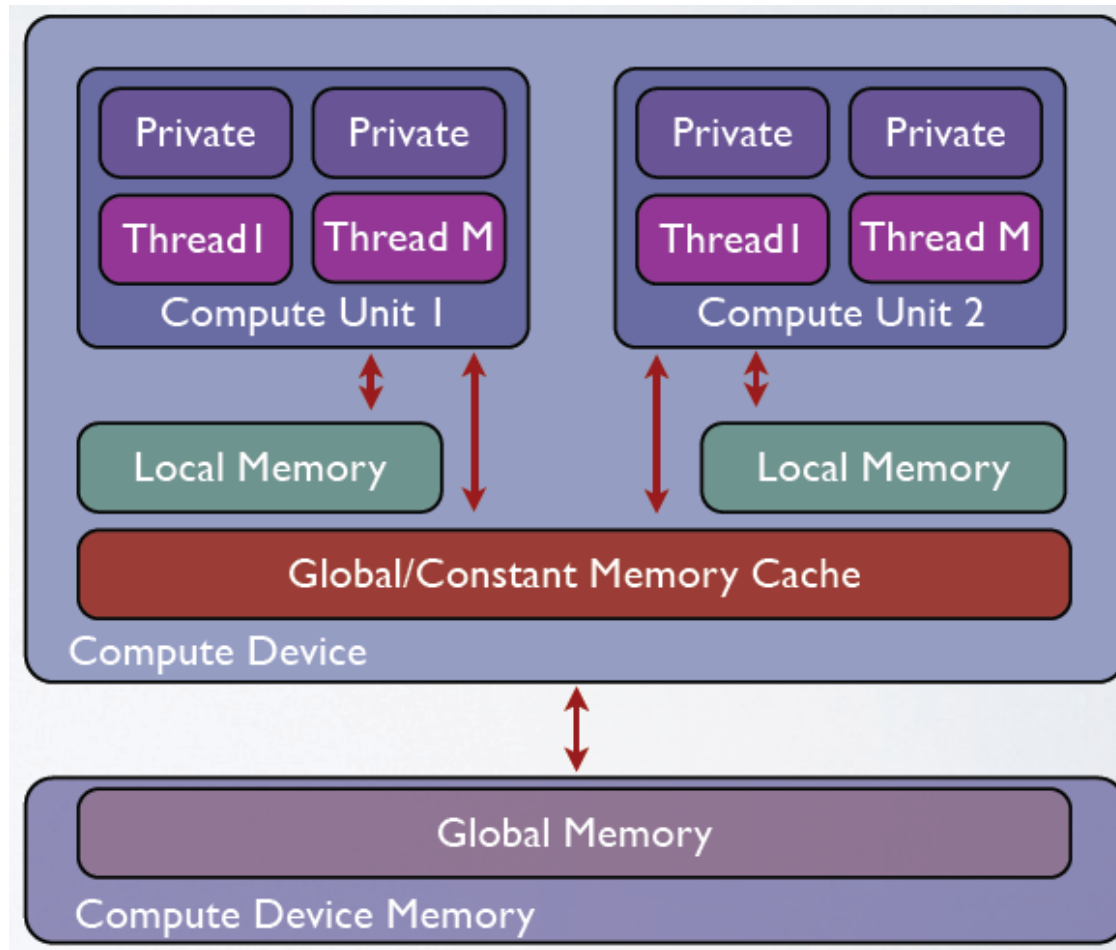 Private Private Private Private
Thread1 Thread M Thread1 Thread M
Compute Unit 1 Compute Unit 2
Local Memory Local Memory
Global/Constant Memory Cache
Compute Device
Global Memory
Compute Device Memory